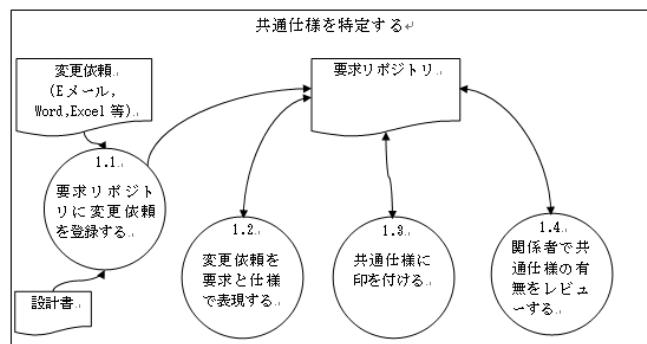 共通仕様を特定する
変更依頼
(Eメール,
Word,Excel 等)
要求リポジトリ
1.1
要求リポジト
リに変更依頼
を登録する
1.2
変更依頼を
要求と仕様
で表現する
1.3
共通仕様に
印を付ける
1.4
関係者で共
通仕様の有
無をレビュ
ーする
設計書